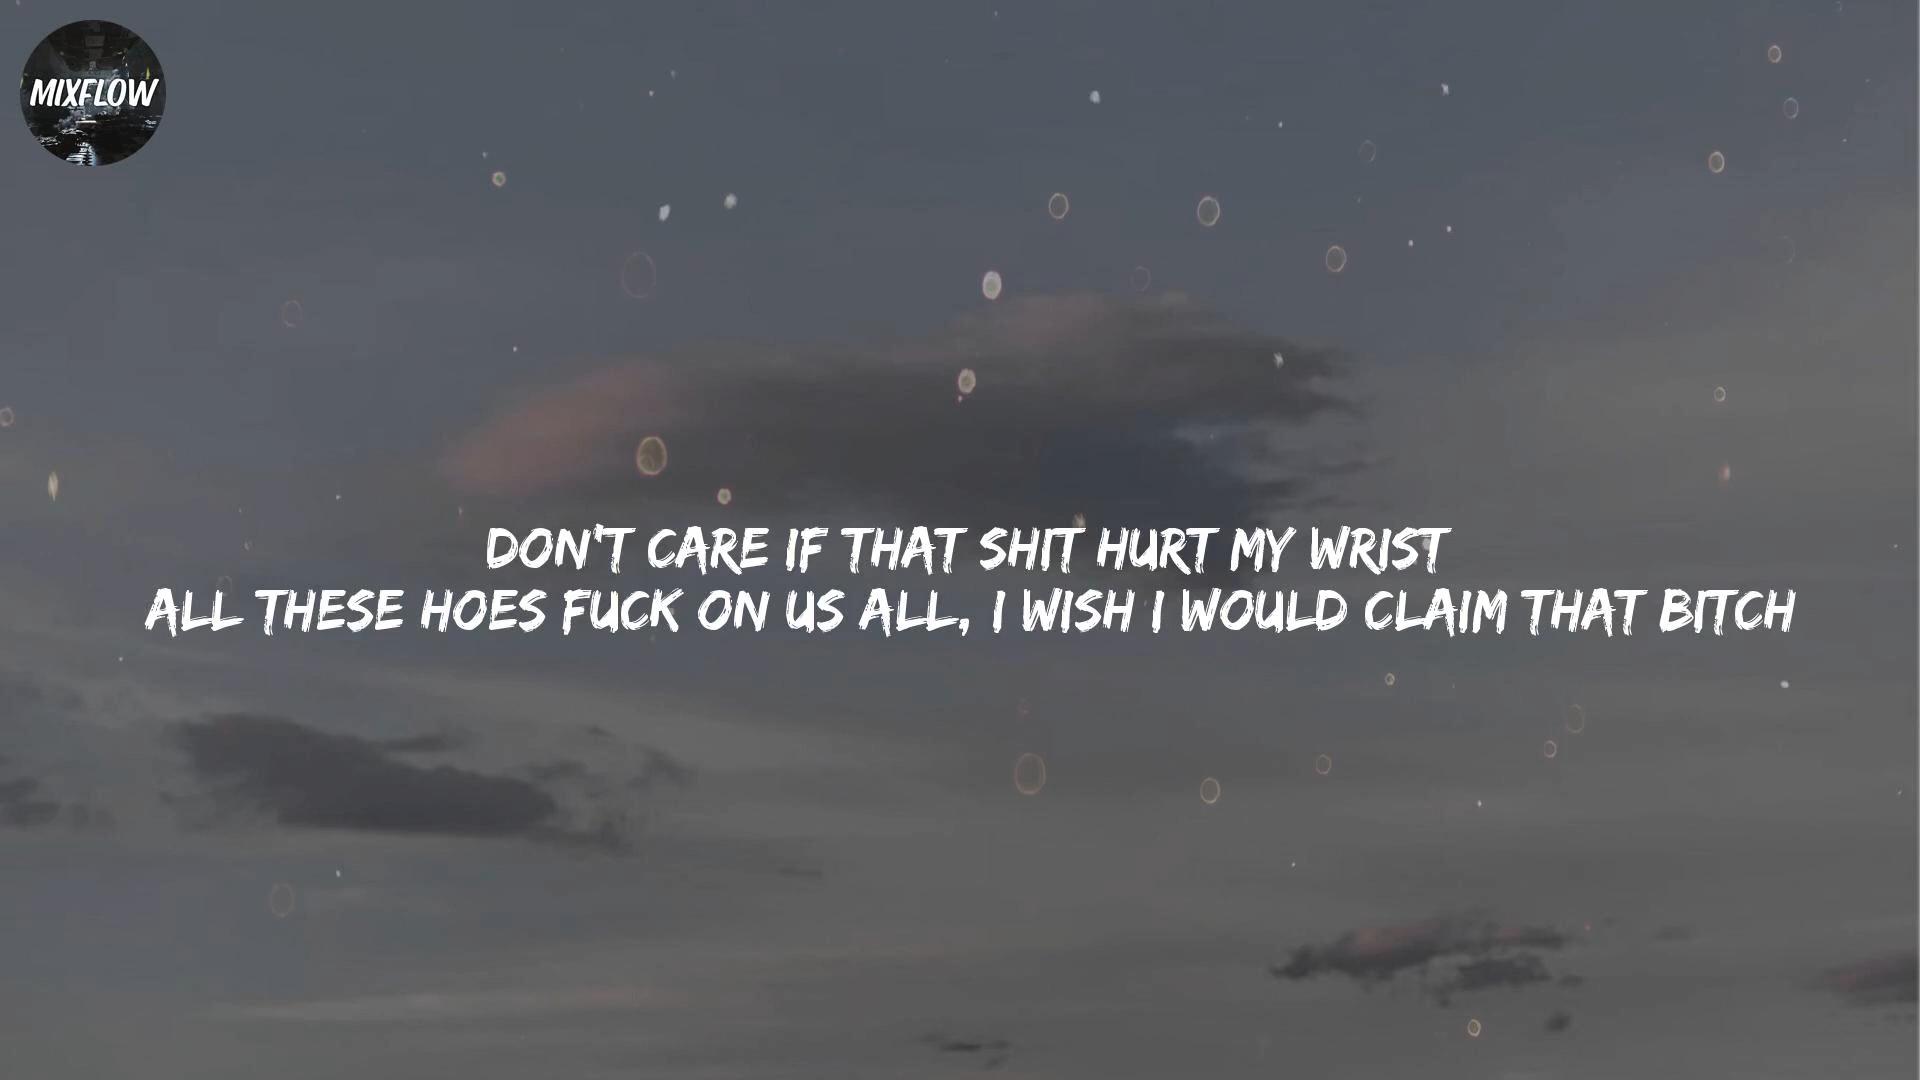 MIXFLOW
DON'T CARE IF THAT SHIT HURT MY WRIST
ALL THESE HOES FUCK ON US ALL, I WISH I WOULD CLAIM THAT BITCH